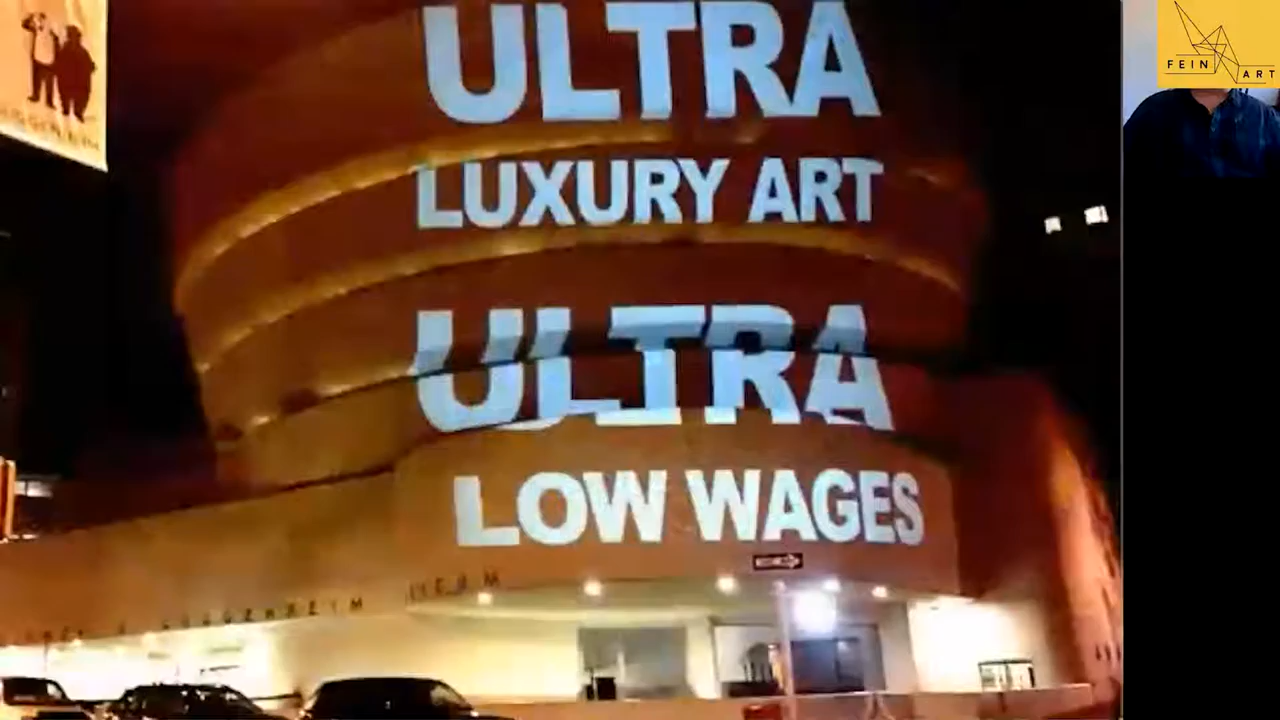 ULTRA
LUXURY ART
ULTRA
LOW WAGES
FEIN
ART